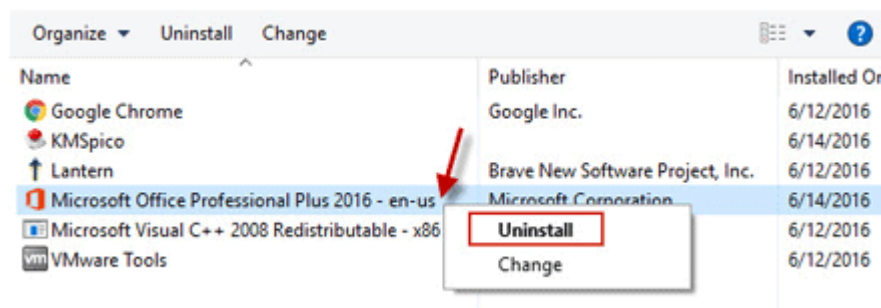 Organize Uninstall Change
Name Publisher Installed On
Google Chrome Google Inc. 6/12/2016
KMSpico 6/14/2016
Lantern Brave New Software Project, Inc. 6/12/2016
Microsoft Office Professional Plus 2016 - en-us Microsoft Corporation 6/14/2016
Microsoft Visual C++ 2008 Redistributable - x86 6/12/2016
Uninstall
vm VMware Tools 6/12/2016
Change